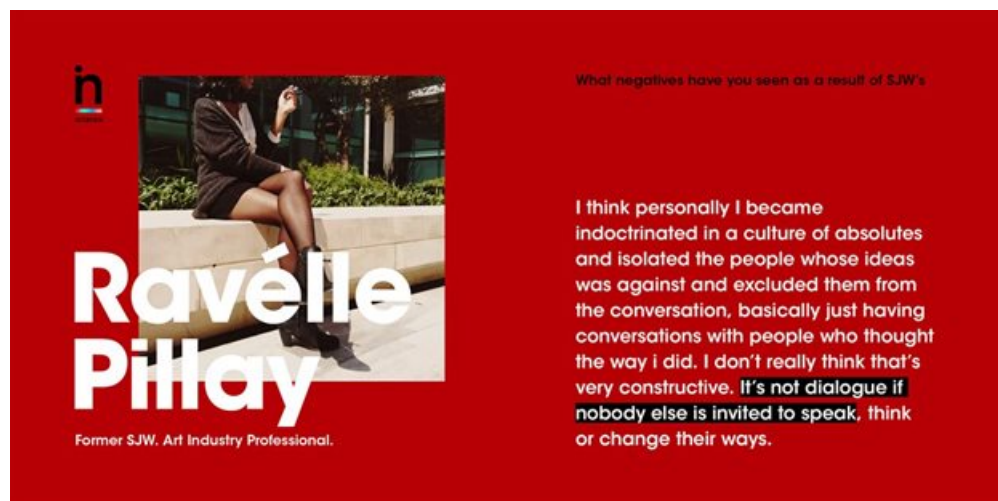 in
Ravélle
Pillay
Former SJW. Art Industry Professional.
What negatives have you seen as a result of SJW's
I think personally I became
indoctrinated in a culture of absolutes
and isolated the people whose ideas
was against and excluded them from
the conversation, basically just having
conversations with people who thought
the way i did. I don't really think that's
very constructive. It's not dialogue if
nobody else is invited to speak, think
or change their ways.